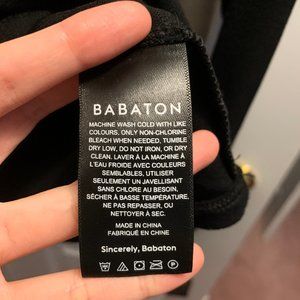 BABATON
MACHINE WASH COLD WITH LIKE
COLOURS, ONLY NON-CHLORINE
BLEACH WHEN NEEDED, TUMBLE
DRY LOW, DO NOT IRON, OR DRY
CLEAN. LAVER À LA MACHINE À
L'EAU FROIDE AVEC COULEURS
SEMBLABLES, UTILISER
SEULEMENT UN JAVELLISANT
SANS CHLORE AU BESOIN,
SÉCHER À BASSE TEMPÉRATURE,
NE PAS REPASSER, OU
NETTOYER À SEC.
MADE IN CHINA
FABRIQUÉ EN CHINE
Sincerely, Babaton